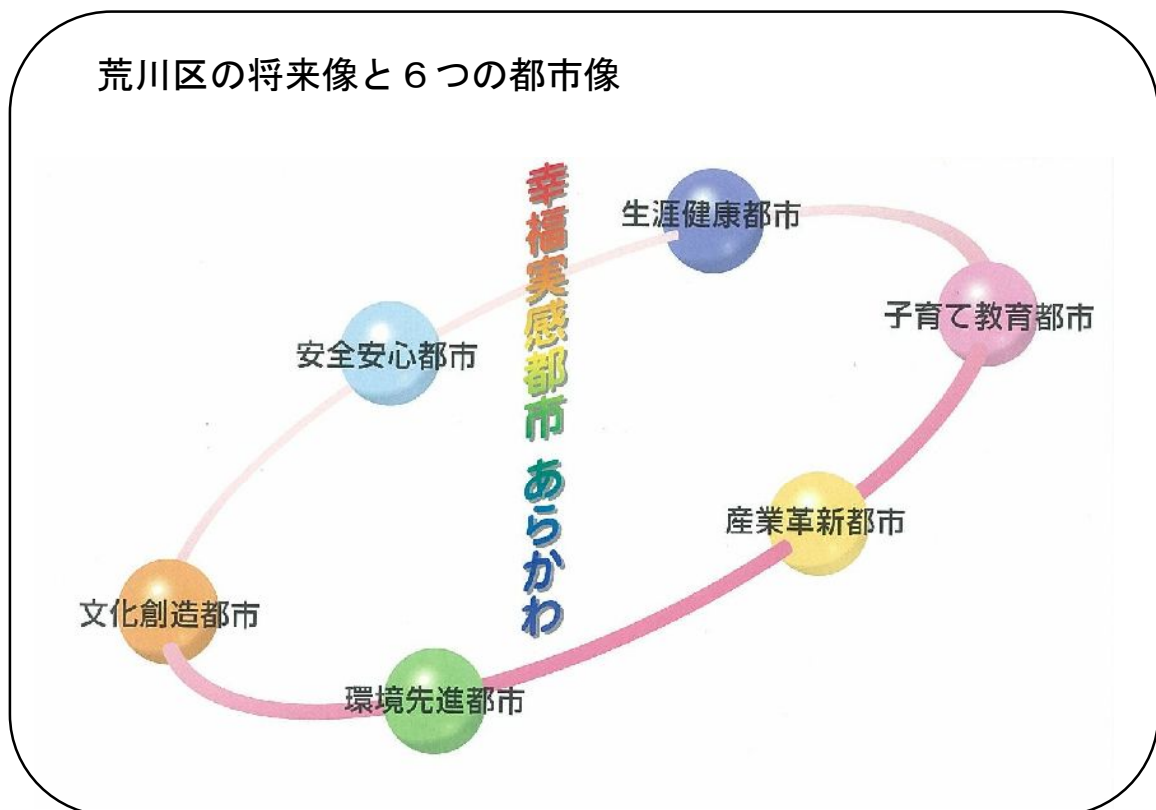 荒川区の将来像と６つの都市像
幸福実感都市 あらかわ
生涯健康都市
子育て教育都市
安全安心都市
産業革新都市
文化創造都市
環境先進都市